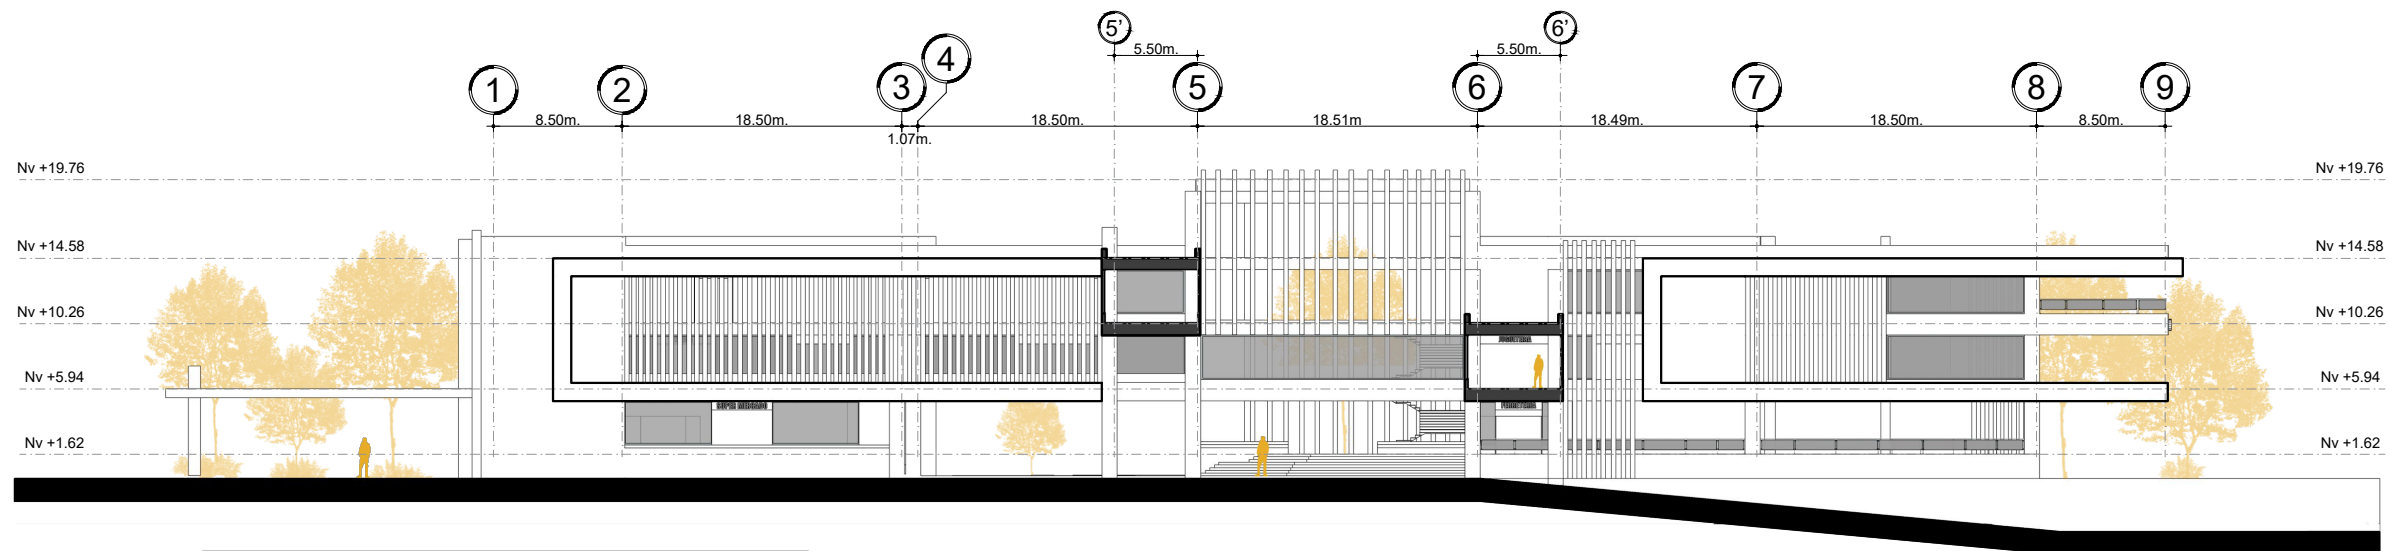 5' 6'
5.50m. 5.50m.
1 2 3 4 5 6 7 8 9
8.50m. 18.50m. 1.07m. 18.50m. 18.51m 18.49m. 18.50m. 8.50m.
Nv +19.76 Nv +19.76
Nv +14.58 Nv +14.58
Nv +10.26 Nv +10.26
JUGUETERIA
Nv +5.94 Nv +5.94
SUPER MERCADO FERRETERIA
Nv +1.62 Nv +1.62